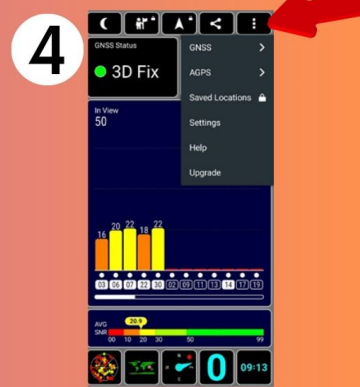 4
GNSS Status
3D Fix
GNSS
AGPS
Saved Locations
Settings
Help
Upgrade
In View
50
16 20 22 18 22
03 06 07 22 30 02 09 11 13 14 17 19
AVG
SNR
20.9
00 10 20 30 50 99
0
09:13